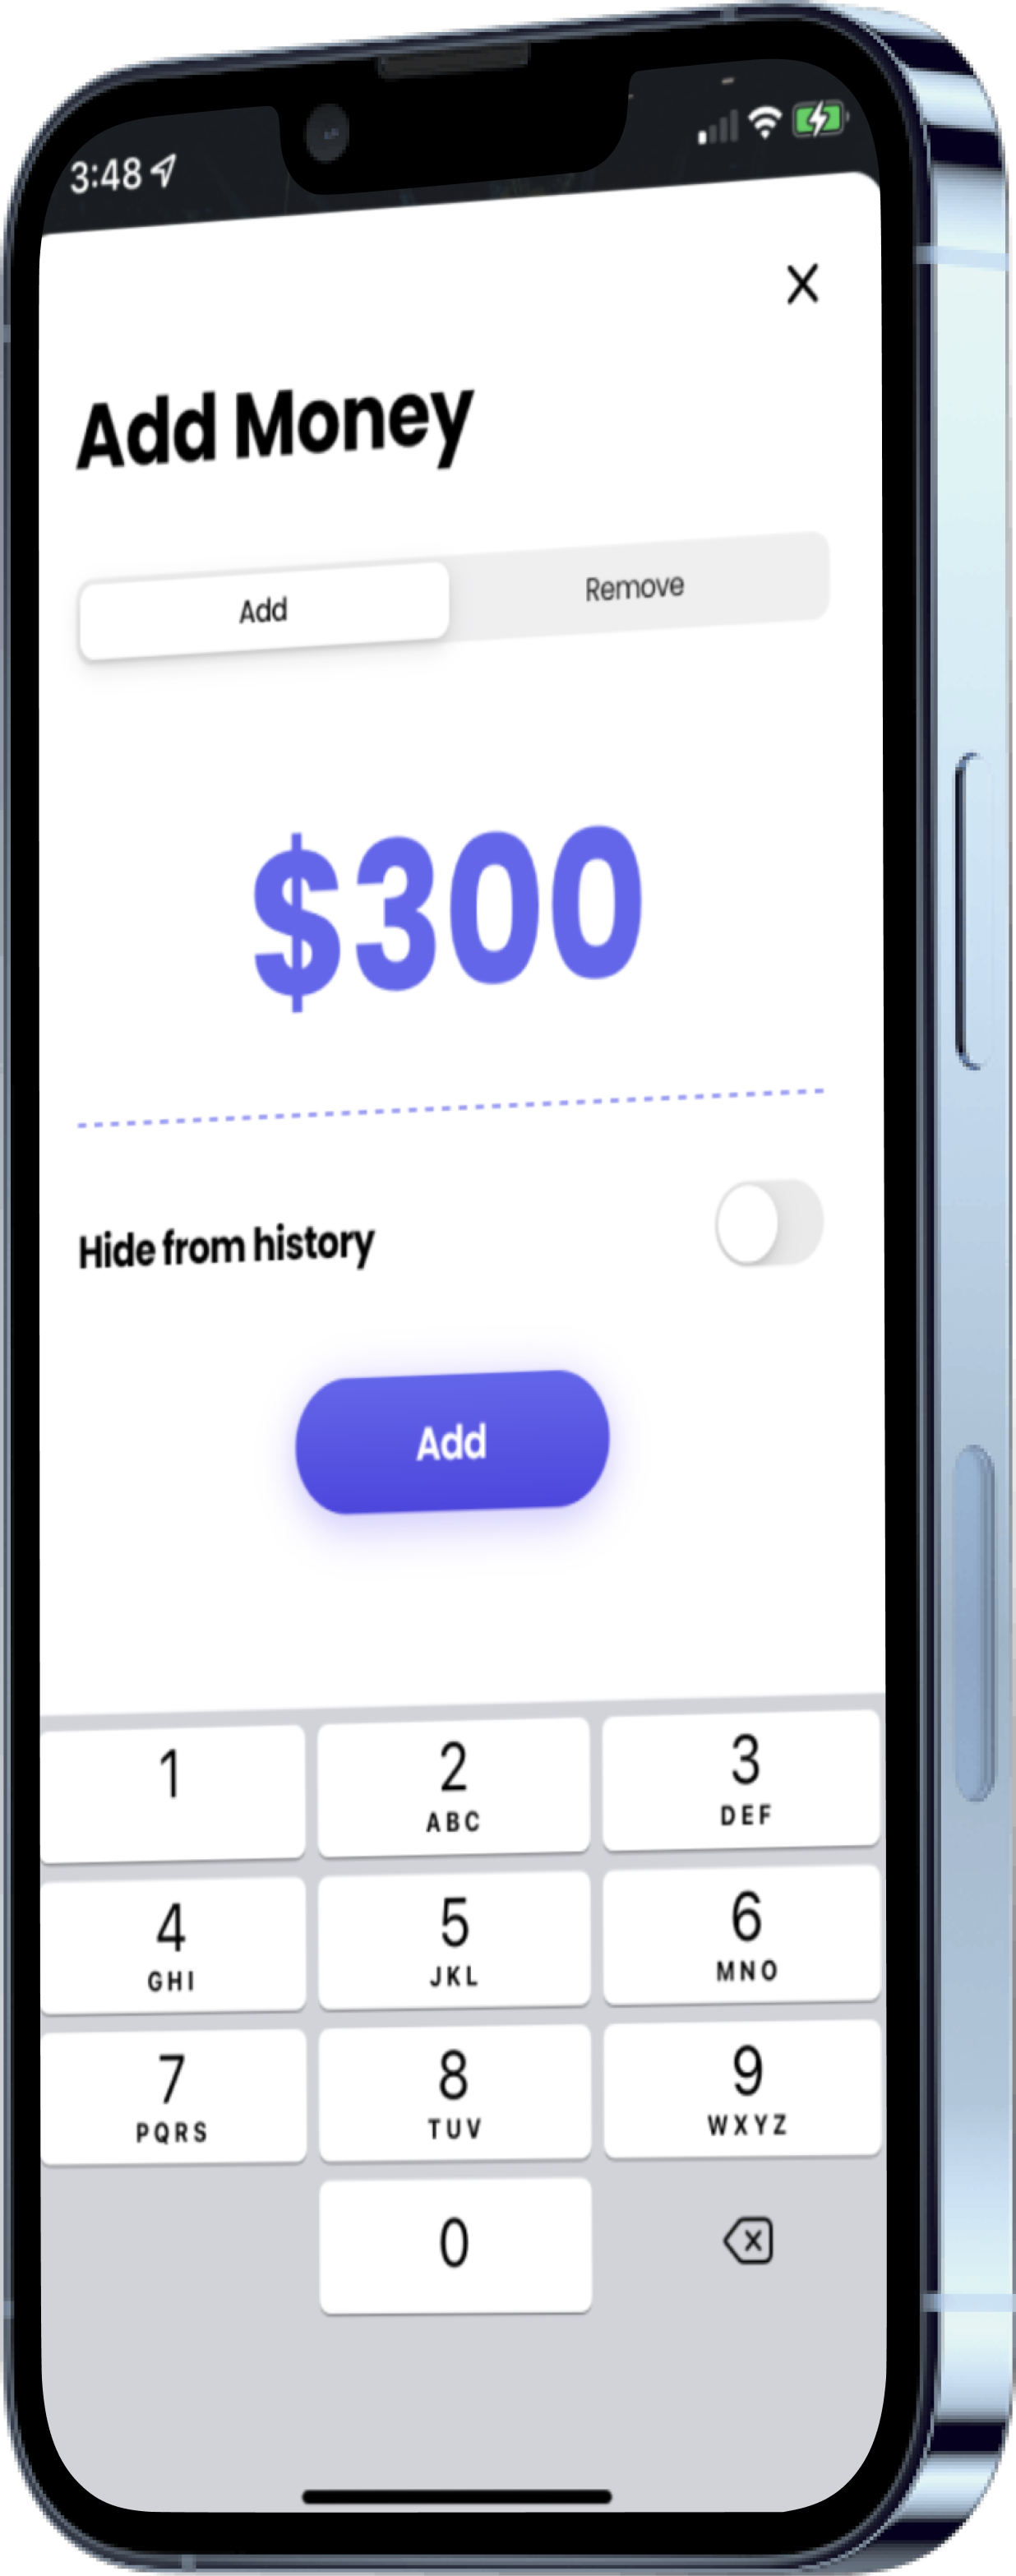 3:48
Add Money
Add Remove
$300
Hide from history
Add
1 2 3
ABC DEF
4 5 6
GHI JKL MNO
7 8 9
PQRS TUV WXYZ
0